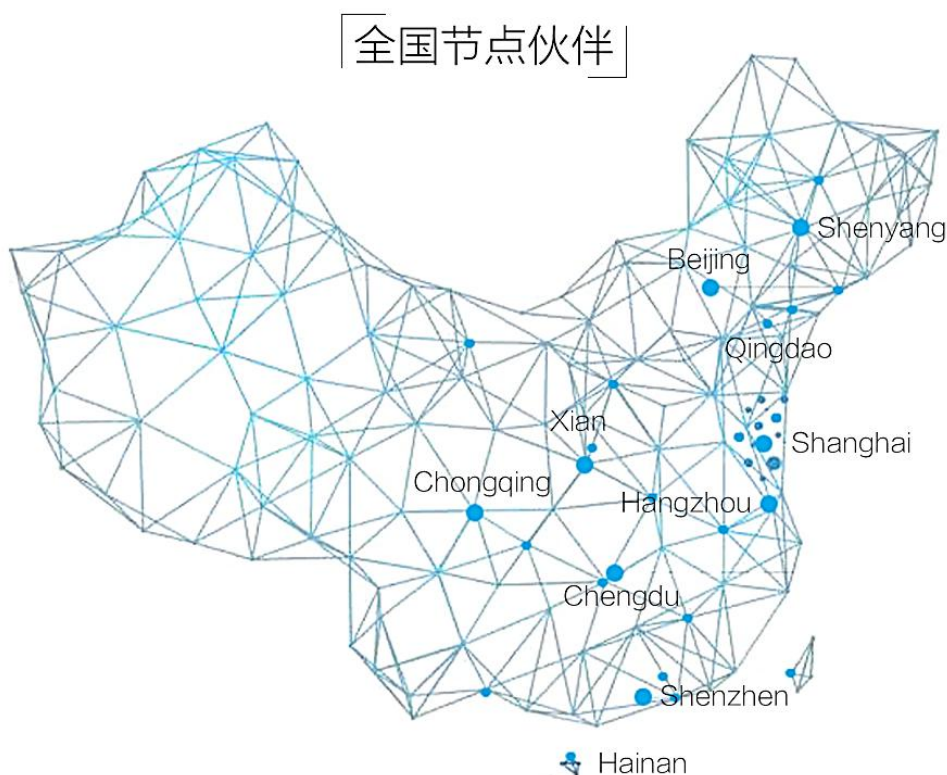 全国节点伙伴
Shenyang
Beijing
Qingdao
Xian
Shanghai
Chongqing
Hangzhou
Chengdu
Shenzhen
Hainan